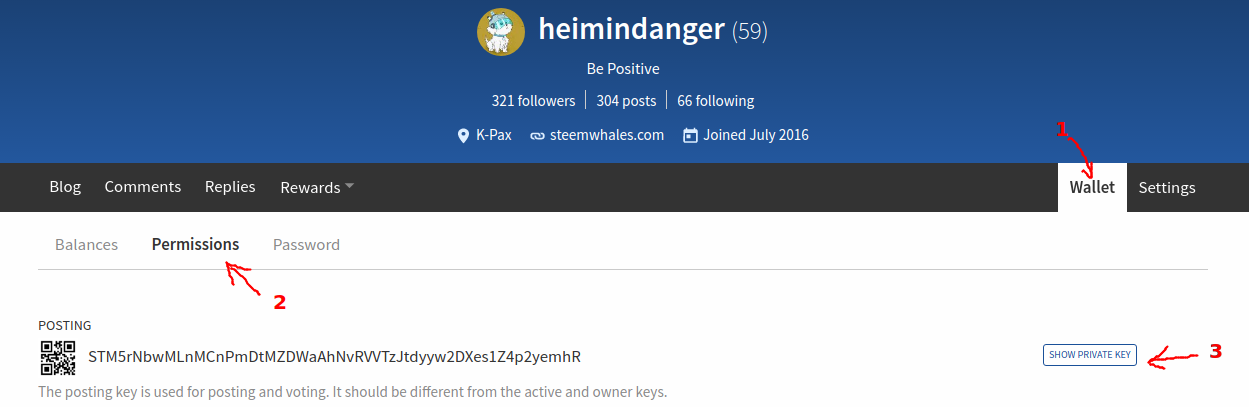 heimindanger (59)
Be Positive
321 followers 304 posts 66 following
K-Pax steemwhales.com Joined July 2016
1
Blog Comments Replies Rewards Wallet Settings
Balances Permissions Password
2
POSTING
STM5rNbwMLnMCnPmDtMZDWaAhNvRVVTzJtdyyw2DXes1Z4p2yemhR SHOW PRIVATE KEY 3
The posting key is used for posting and voting. It should be different from the active and owner keys.